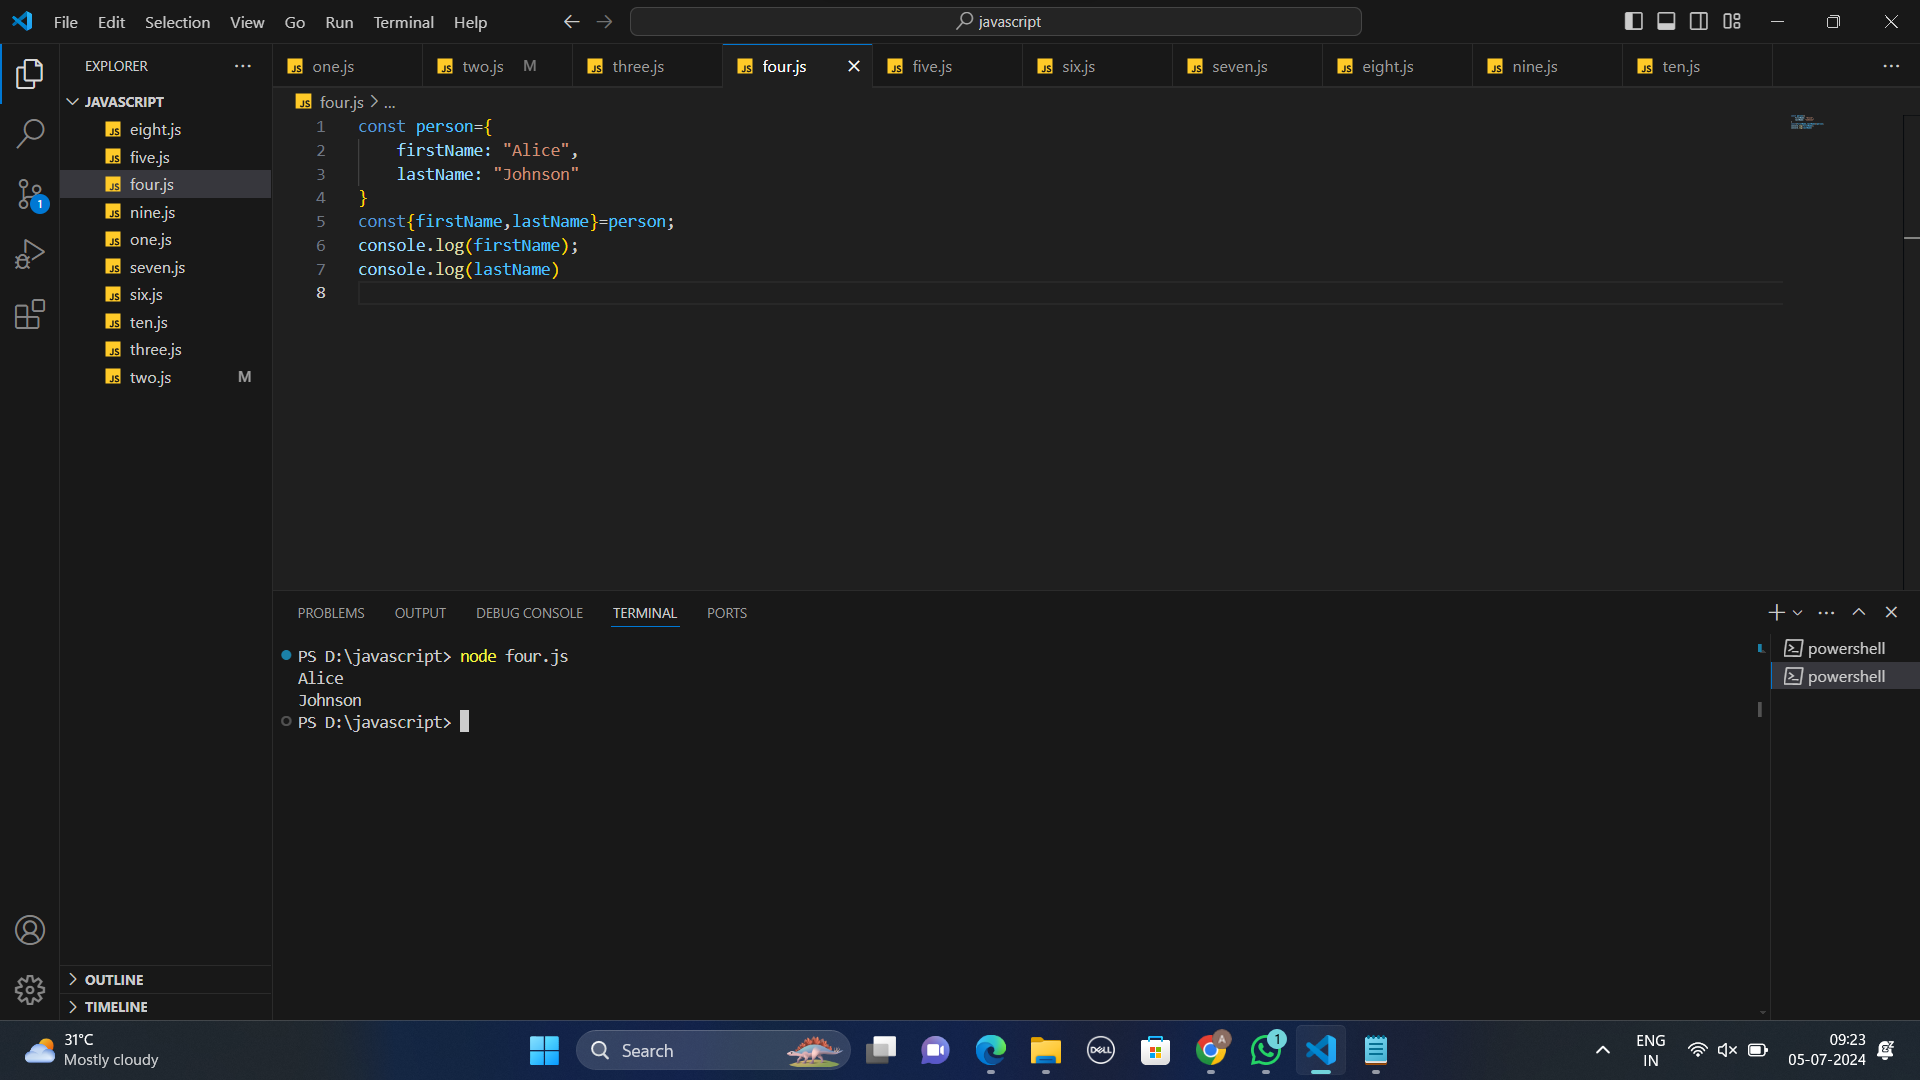 File Edit Selection View Go Run Terminal Help
javascript
EXPLORER
one.js
two.js M
three.js
four.js
five.js
six.js
seven.js
eight.js
nine.js
ten.js
JAVASCRIPT
eight.js
five.js
four.js
nine.js
one.js
seven.js
six.js
ten.js
three.js
two.js M
1
OUTLINE
TIMELINE
four.js > ...
1 const person={
2 firstName: "Alice",
3 lastName: "Johnson"
4 }
5 const{firstName,lastName}=person;
6 console.log(firstName);
7 console.log(lastName)
8
PROBLEMS OUTPUT DEBUG CONSOLE TERMINAL PORTS
PS D:\javascript> node four.js
Alice
Johnson
PS D:\javascript>
powershell
powershell
31°C
Mostly cloudy
Search
DELL
A
1
ENG
IN
09:23
05-07-2024